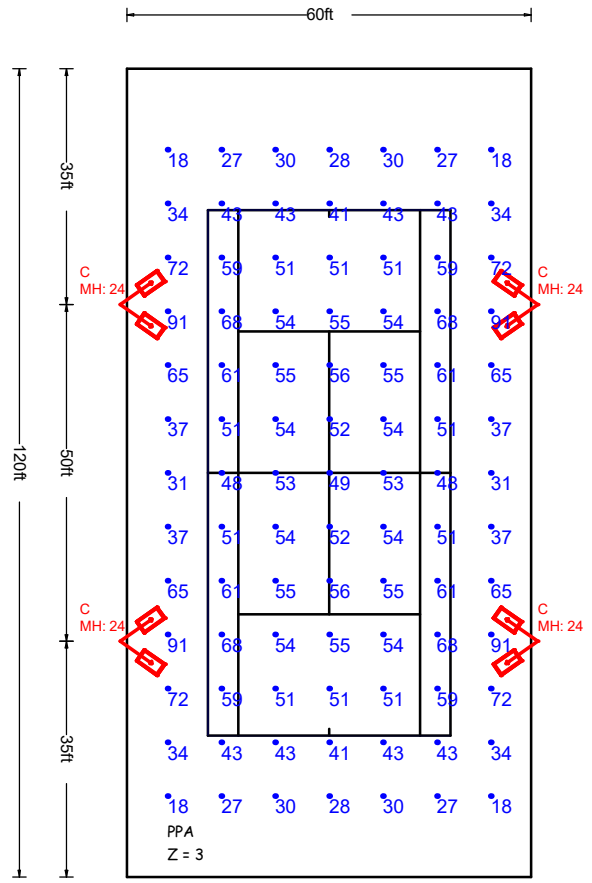 60ft
35ft
120ft
50ft
35ft
18 27 30 28 30 27 18
34 43 43 41 43 43 34
72 59 51 51 51 59 72
C
MH: 24
C
MH: 24
91 68 54 55 54 68 91
65 61 55 56 55 61 65
37 51 54 52 54 51 37
31 48 53 49 53 48 31
37 51 54 52 54 51 37
65 61 55 56 55 61 65
C
MH: 24
C
MH: 24
91 68 54 55 54 68 91
72 59 51 51 51 59 72
34 43 43 41 43 43 34
18 27 30 28 30 27 18
PPA
Z = 3